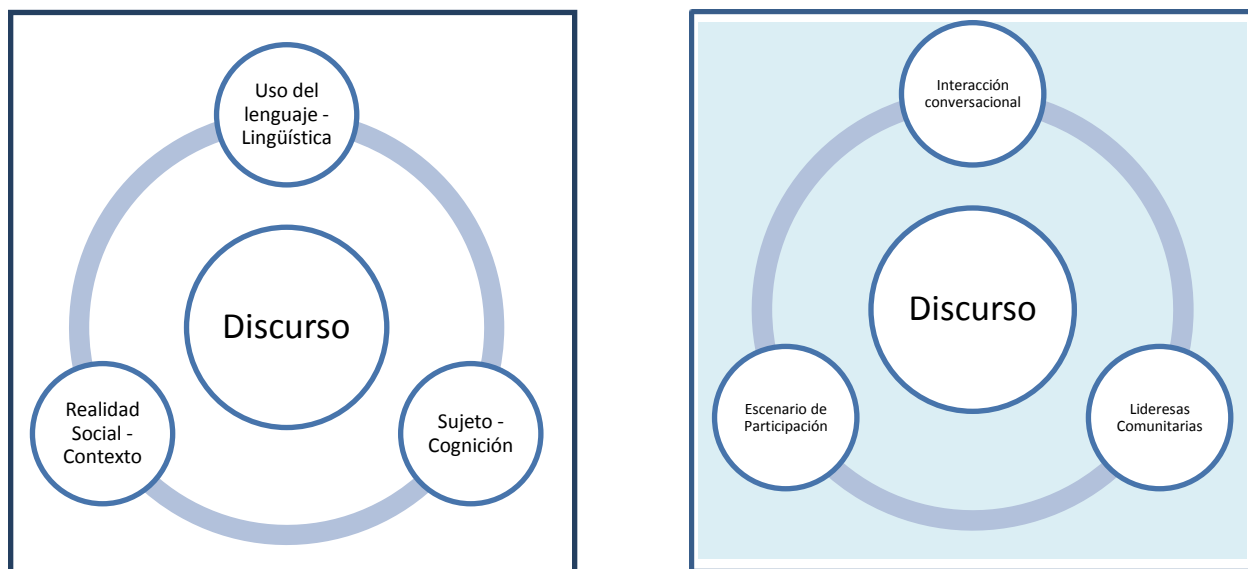 Uso del
lenguaje -
Lingüística
Discurso
Realidad
Social -
Contexto
Sujeto -
Cognición
Interacción
conversacional
Discurso
Escenario de
Participación
Lideresas
Comunitarias